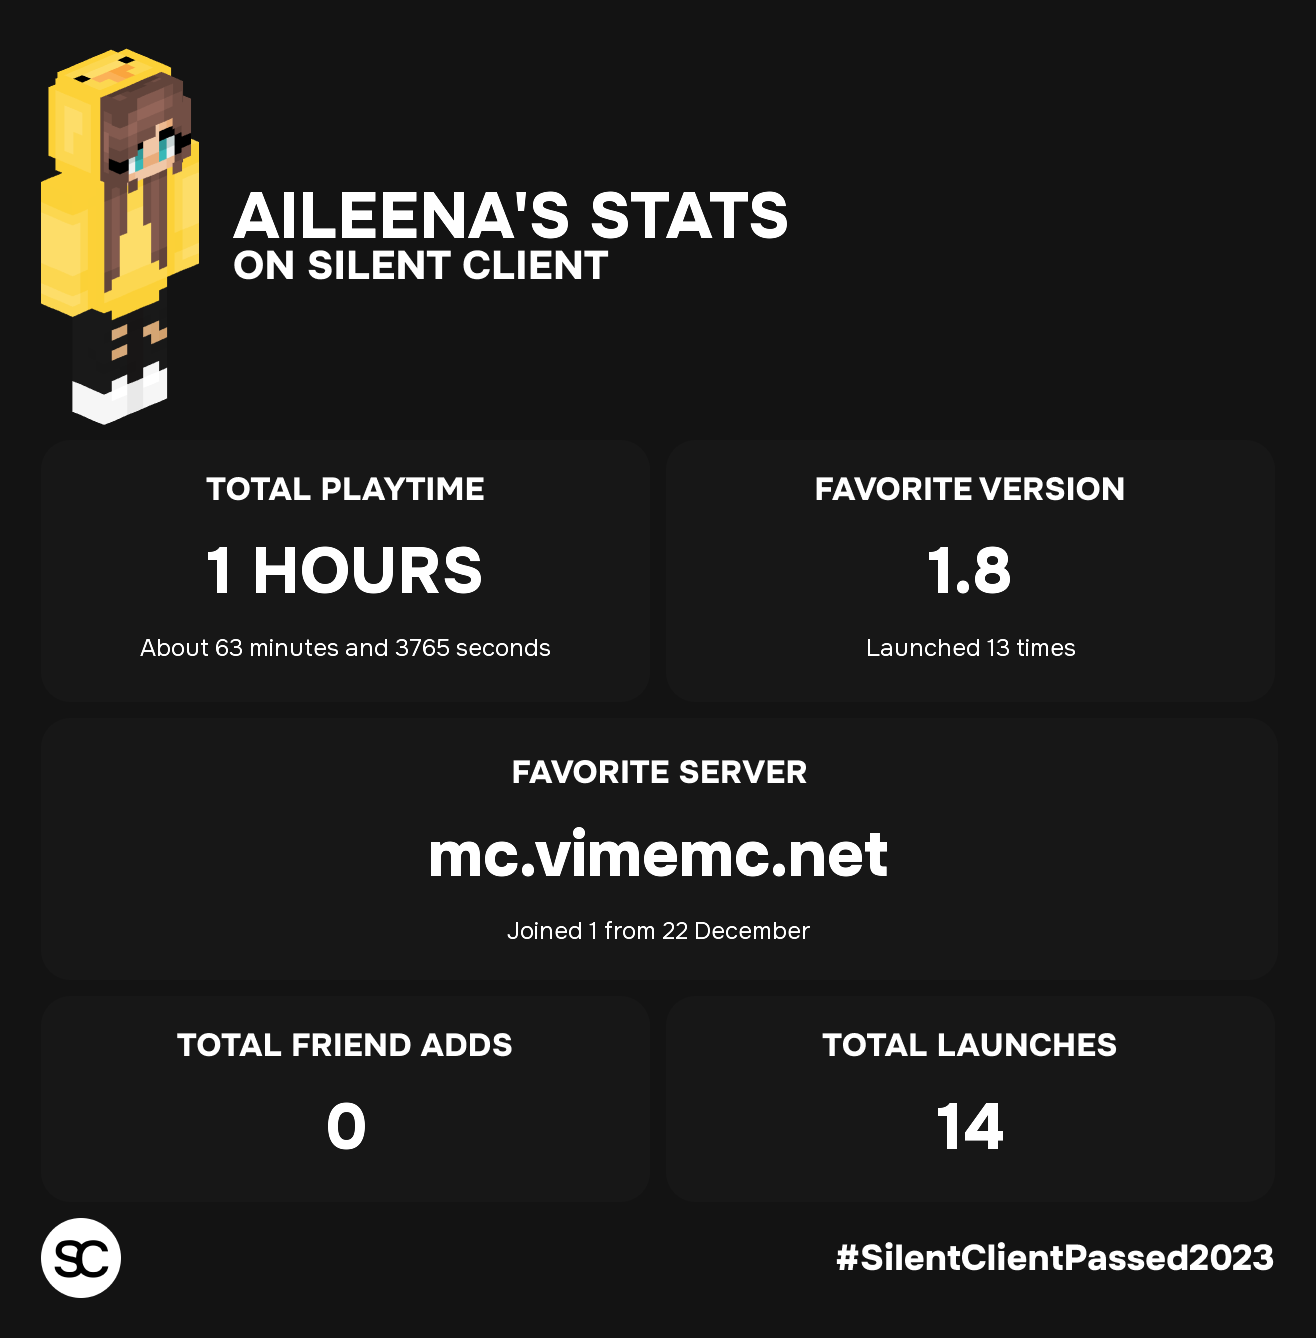 AILEENA'S STATS
ON SILENT CLIENT
TOTAL PLAYTIME
1 HOURS
About 63 minutes and 3765 seconds
FAVORITE VERSION
1.8
Launched 13 times
FAVORITE SERVER
mc.vimemc.net
Joined 1 from 22 December
TOTAL FRIEND ADDS
0
TOTAL LAUNCHES
14
SC
#SilentClientPassed2023